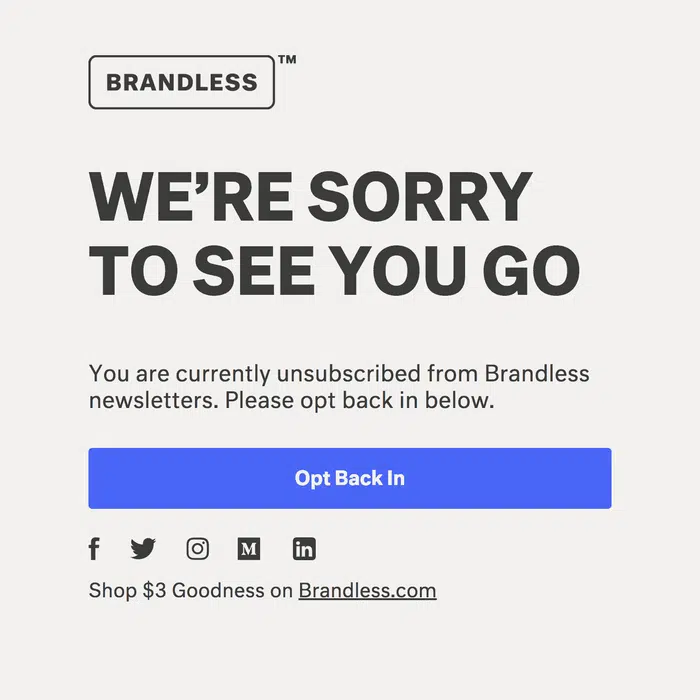 BRANDLESS™
WE’RE SORRY
TO SEE YOU GO
You are currently unsubscribed from Brandless
newsletters. Please opt back in below.
Opt Back In
Shop $3 Goodness on Brandless.com